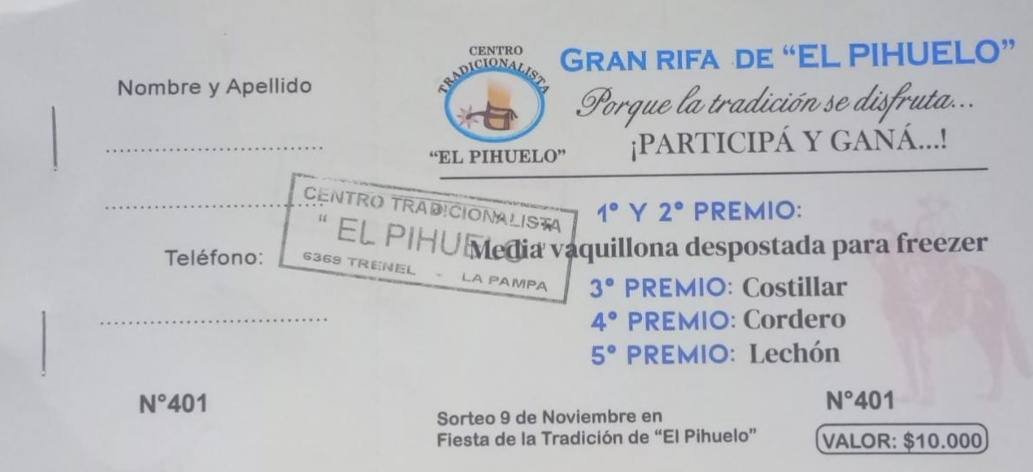 Nombre y Apellido
Teléfono:
N°401
CENTRO
TRADICIONALISTA
"EL PIHUELO"
GRAN RIFA DE "EL PIHUELO"
Porque la tradición se disfruta...
¡PARTICIPÁ Y GANÁ...!
CENTRO TRADICIONALISTA
"EL PIHUELO"
6369 TRENEL - LA PAMPA
1° Y 2° PREMIO:
Media vaquillona despostada para freezer
3° PREMIO: Costillar
4° PREMIO: Cordero
5° PREMIO: Lechón
Sorteo 9 de Noviembre en
Fiesta de la Tradición de "El Pihuelo"
N°401
VALOR: $10.000